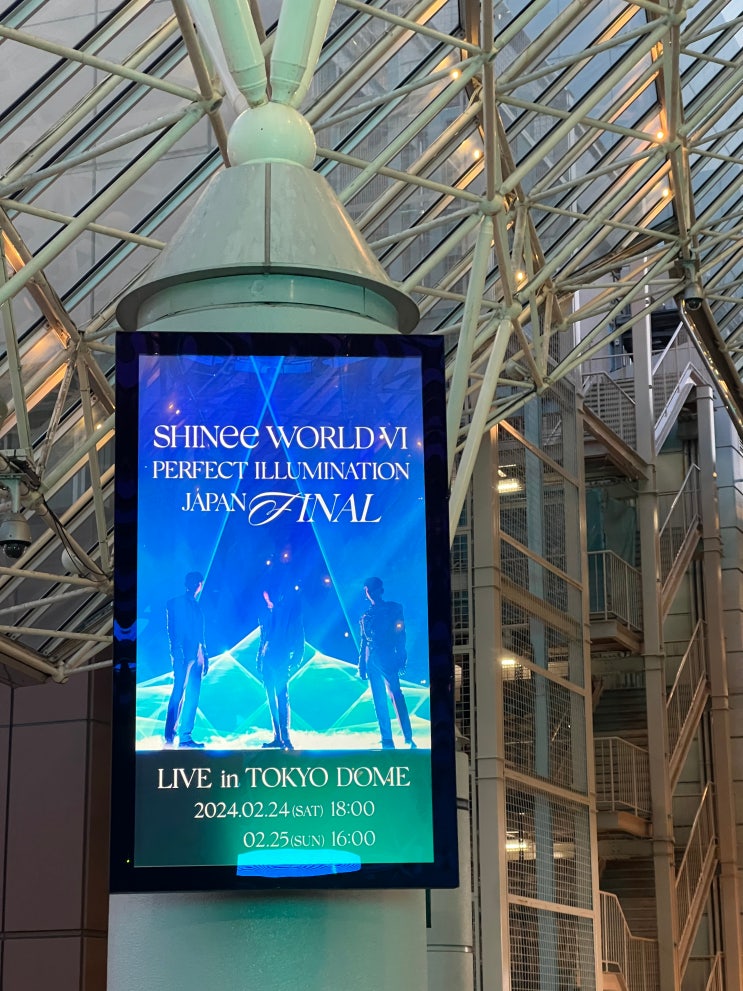 SHINee WORLD VI
PERFECT ILLUMINATION
JAPAN FINAL
LIVE in TOKYO DOME
2024.02.24(SAT) 18:00
02.25(SUN) 16:00